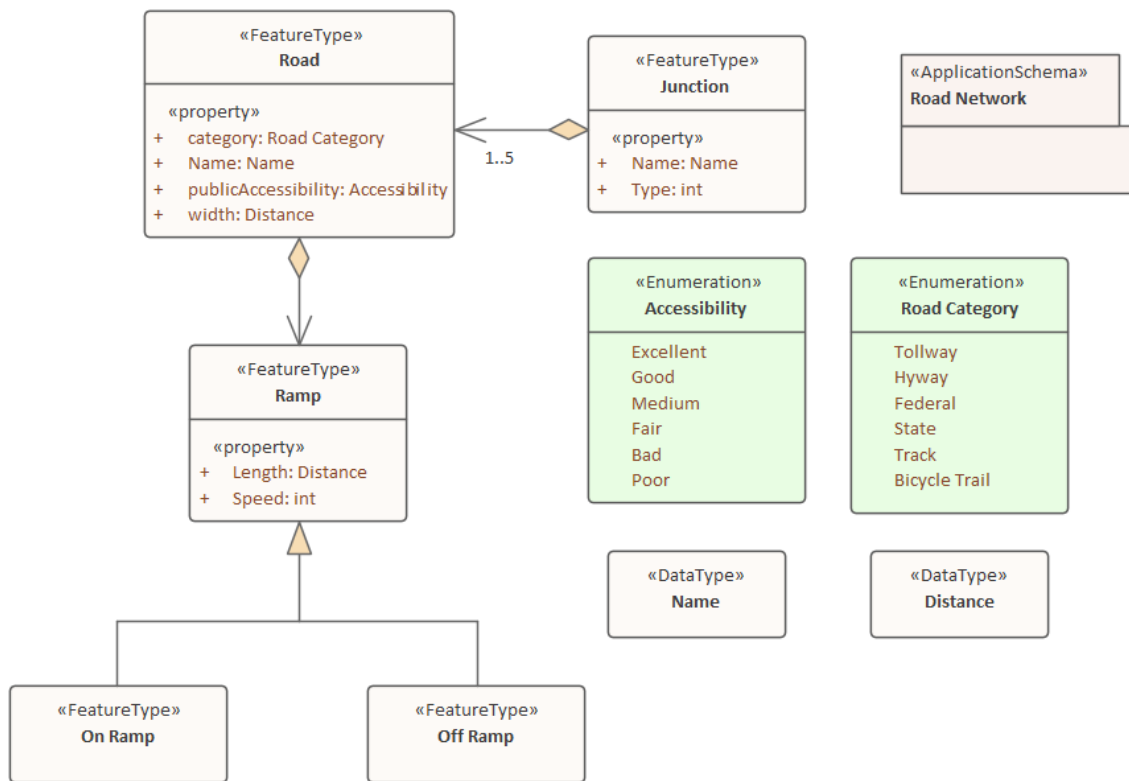 «FeatureType»
Road
«property»
+ category: Road Category
+ Name: Name
+ publicAccessibility: Accessibility
+ width: Distance
1..5
«FeatureType»
Junction
«property»
+ Name: Name
+ Type: int
«ApplicationSchema»
Road Network
«FeatureType»
Ramp
«property»
+ Length: Distance
+ Speed: int
«Enumeration»
Accessibility
Excellent
Good
Medium
Fair
Bad
Poor
«Enumeration»
Road Category
Tollway
Hyway
Federal
State
Track
Bicycle Trail
«DataType»
Name
«DataType»
Distance
«FeatureType»
On Ramp
«FeatureType»
Off Ramp